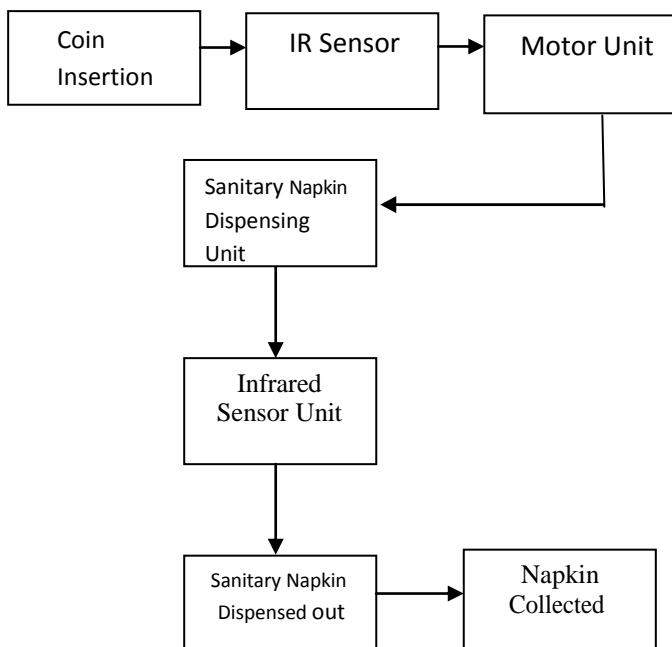 Coin
Insertion
IR Sensor
Motor Unit
Sanitary Napkin
Dispensing
Unit
Infrared
Sensor Unit
Sanitary Napkin
Dispensed out
Napkin
Collected